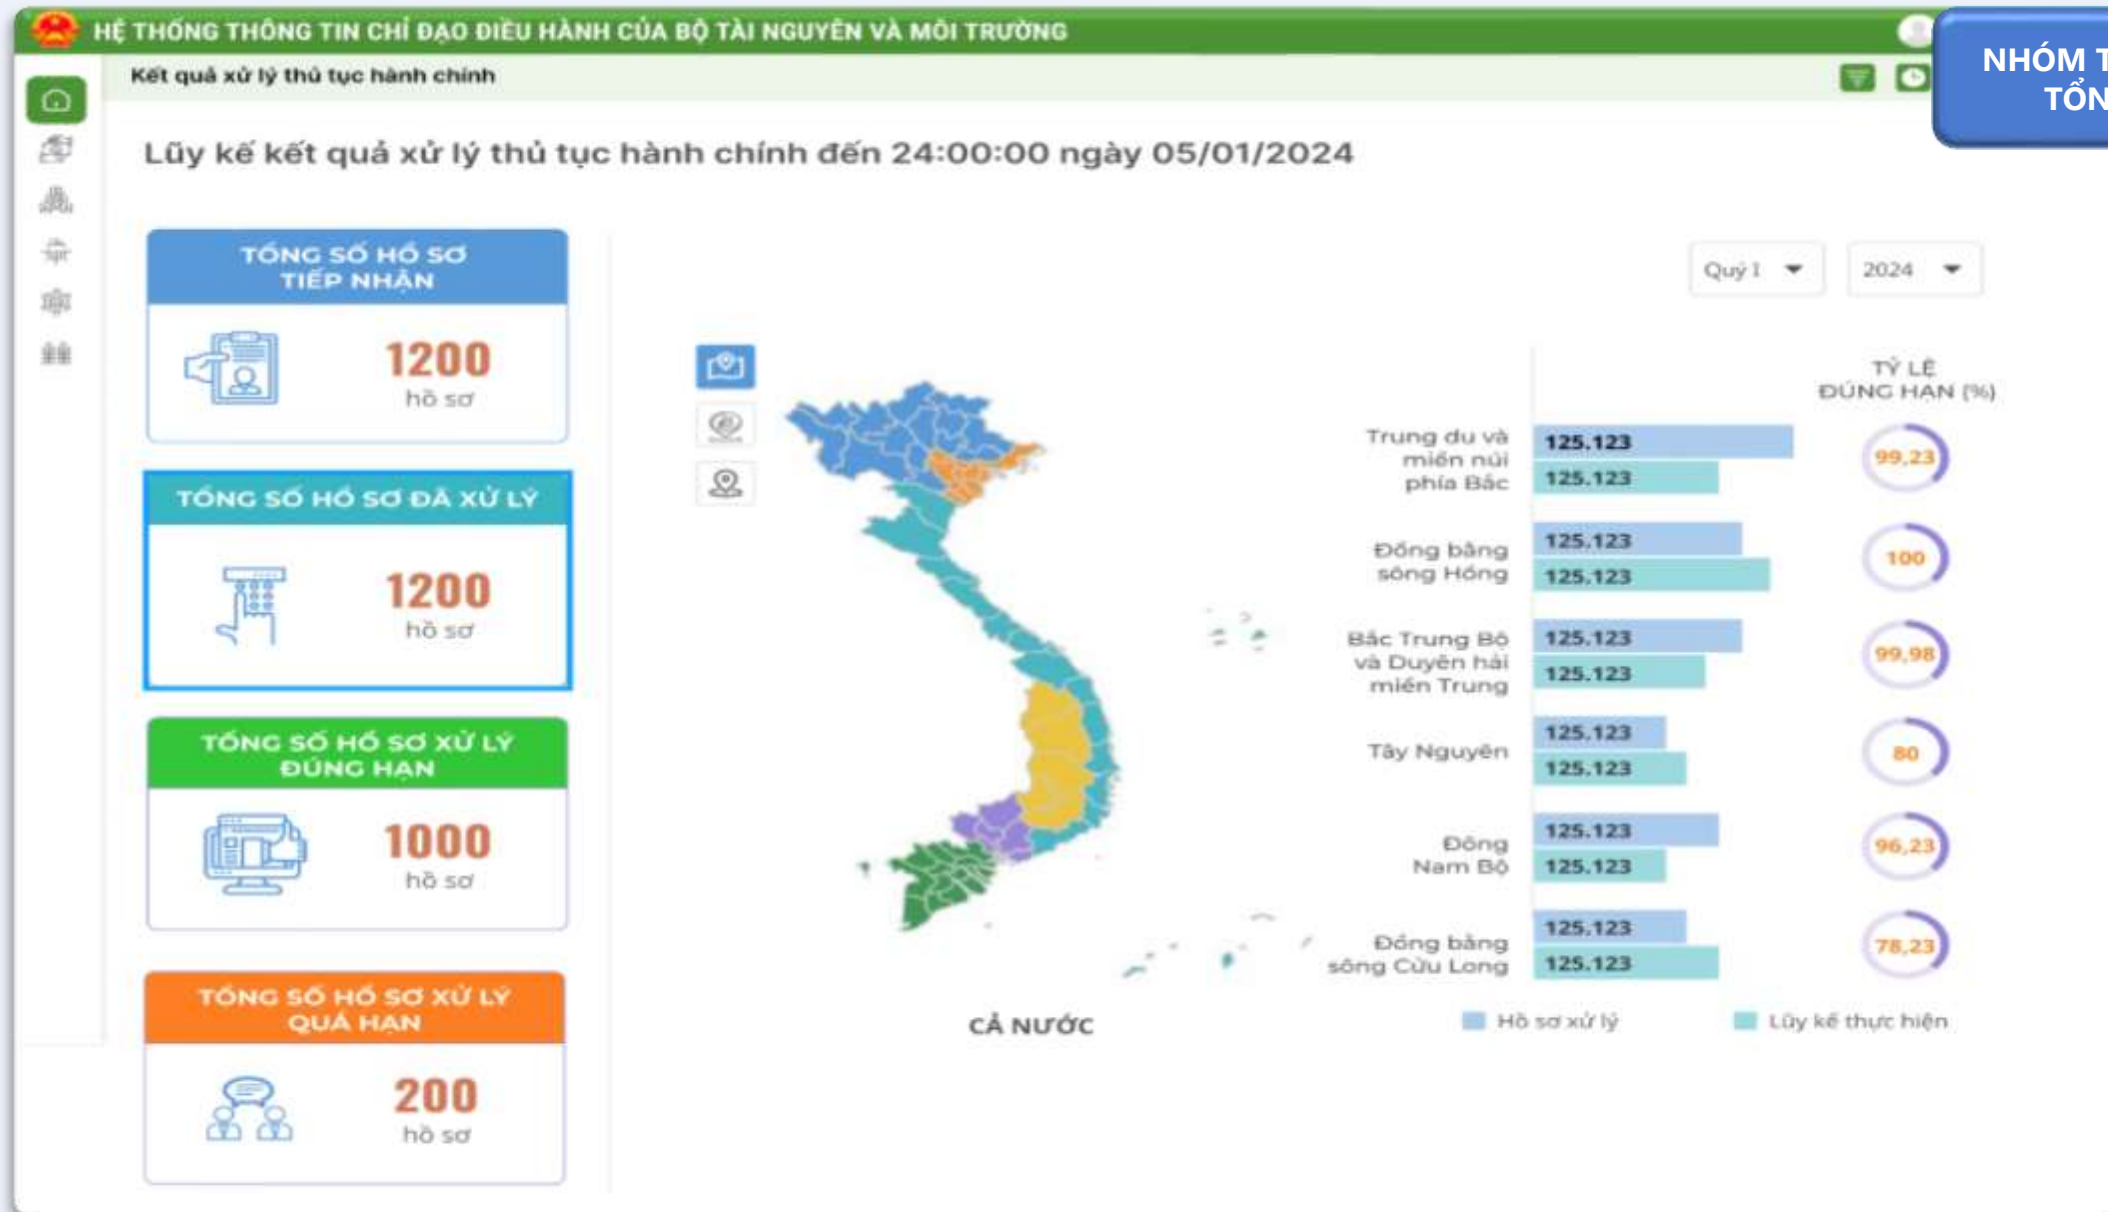 HỆ THỐNG THÔNG TIN CHỈ ĐẠO ĐIỀU HÀNH CỦA BỘ TÀI NGUYÊN VÀ MÔI TRƯỜNG
NHÓM T
TỔN
Kết quả xử lý thủ tục hành chính
Lũy kế kết quả xử lý thủ tục hành chính đến 24:00:00 ngày 05/01/2024
TỔNG SỐ HỒ SƠ
TIẾP NHẬN
1200
hồ sơ
TỔNG SỐ HỒ SƠ ĐÃ XỬ LÝ
1200
hồ sơ
TỔNG SỐ HỒ SƠ XỬ LÝ
ĐÚNG HẠN
1000
hồ sơ
TỔNG SỐ HỒ SƠ XỬ LÝ
QUÁ HẠN
200
hồ sơ
CẢ NƯỚC
Quý I
2024
TỶ LỆ
ĐÚNG HẠN (%)
Trung du và
miền núi
phía Bắc
125.123
125.123
99,23
Đồng bằng
sông Hồng
125.123
125.123
100
Bắc Trung Bộ
và Duyên hải
miền Trung
125.123
125.123
99,98
Tây Nguyên
125.123
125.123
80
Đông
Nam Bộ
125.123
125.123
96,23
Đồng bằng
sông Cửu Long
125.123
125.123
78,23
Hồ sơ xử lý
Lũy kế thực hiện